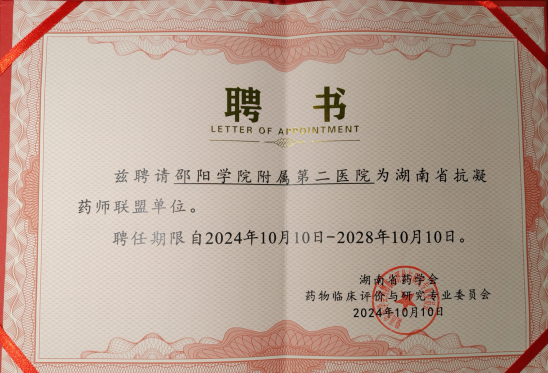 聘 书
LETTER OF APPOINTMENT
兹聘请邵阳学院附属第二医院为湖南省抗凝
药师联盟单位。
聘任期限自2024年10月10日-2028年10月10日。
湖南省药学会
药物临床评价与研究专业委员会
2024年10月10日